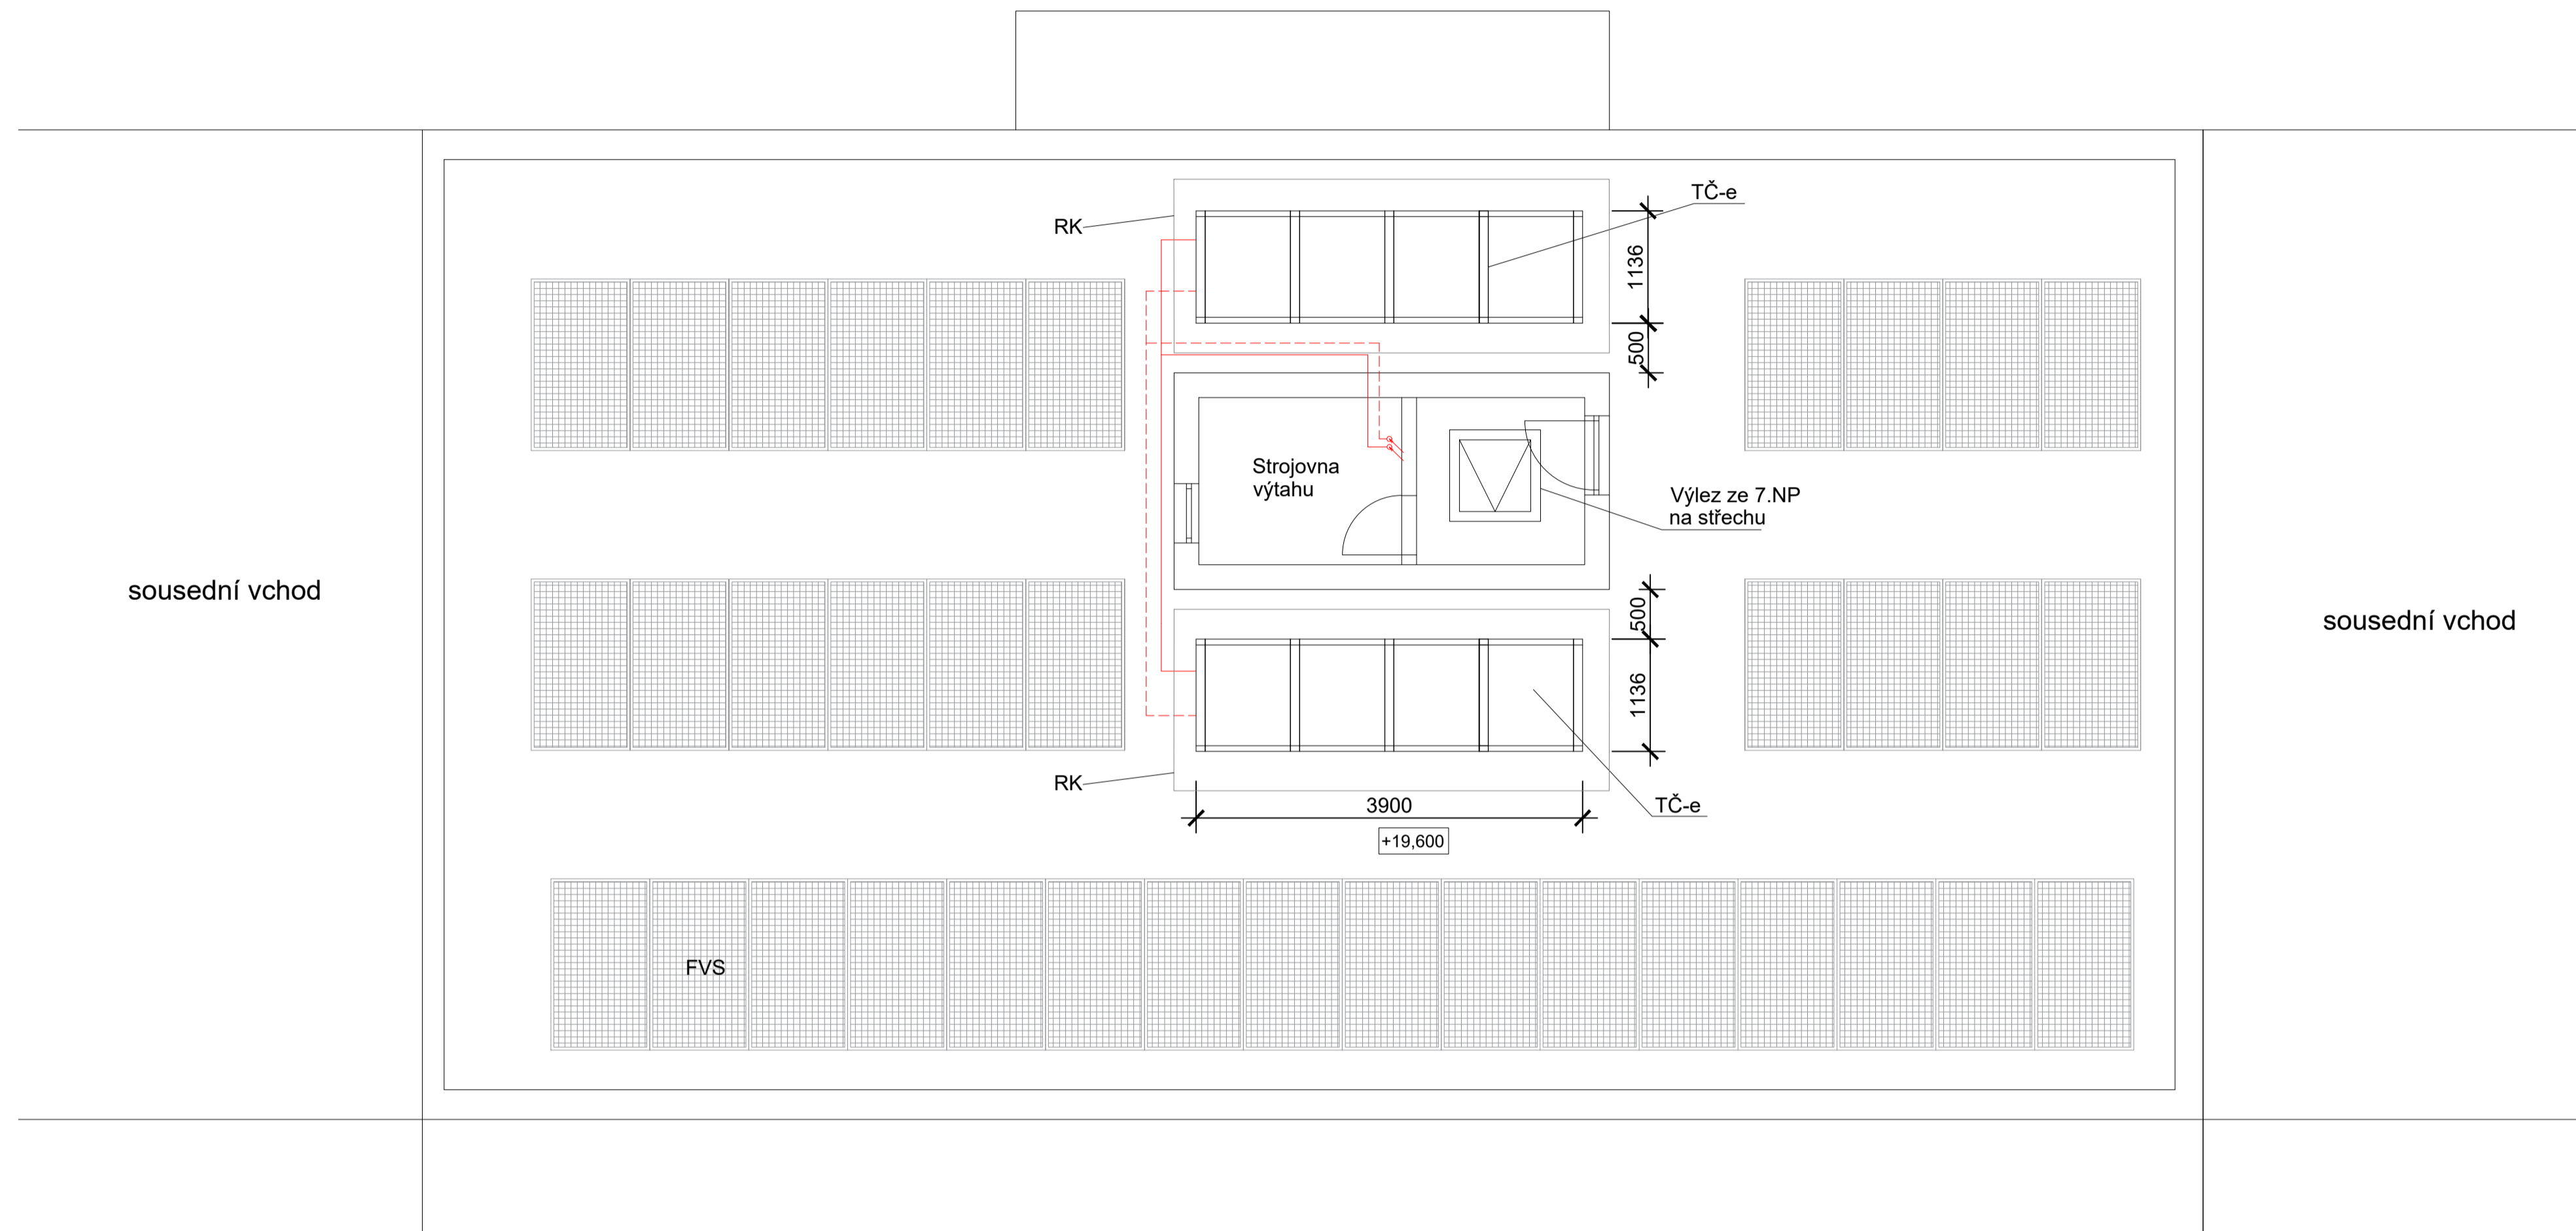 TČ-e
RK
1136
500
Strojovna
výtahu
Výlez ze 7.NP
na střechu
sousední vchod
sousední vchod
500
1136
RK
3900
TČ-e
+19,600
FVS